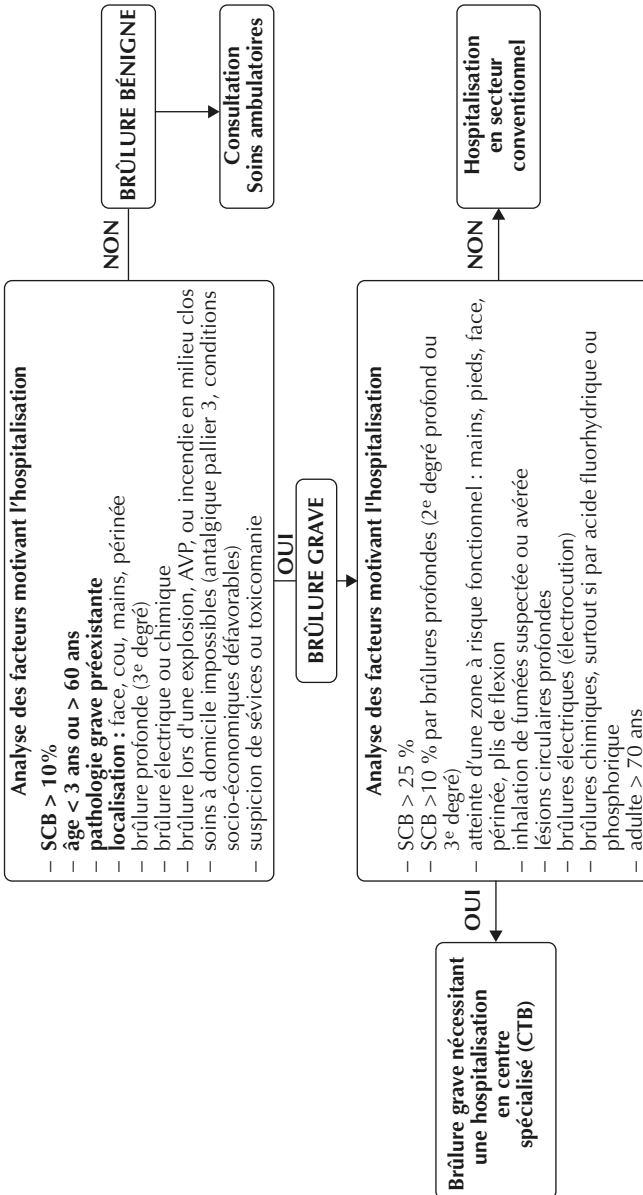 Analyse des facteurs motivant l’hospitalisation
– SCB > 10%
– âge < 3 ans ou > 60 ans
– pathologie grave préexistante
– localisation : face, cou, mains, périnée
– brûlure profonde (3e degré)
– brûlure électrique ou chimique
– brûlure lors d’une explosion, AVP, ou incendie en milieu clos
– soins à domicile impossibles (antalgique pallier 3, conditions
socio-économiques défavorables)
– suspicion de sévices ou toxicomanie
NON
BRÛLURE BÉNIGNE
Consultation
Soins ambulatoires
OUI
BRÛLURE GRAVE
Analyse des facteurs motivant l'hospitalisation
– SCB > 25 %
– SCB >10 % par brûlures profondes (2e degré profond ou
3e degré)
– atteinte d’une zone à risque fonctionnel : mains, pieds, face,
périnée, plis de flexion
– inhalation de fumées suspectée ou avérée
– lésions circulaires profondes
– brûlures électriques (électrocution)
– brûlures chimiques, surtout si par acide fluorhydrique ou
phosphorique
– adulte > 70 ans
OUI
Brûlure grave nécessitant
une hospitalisation
en centre
spécialisé (CTB)
NON
Hospitalisation
en secteur
conventionnel